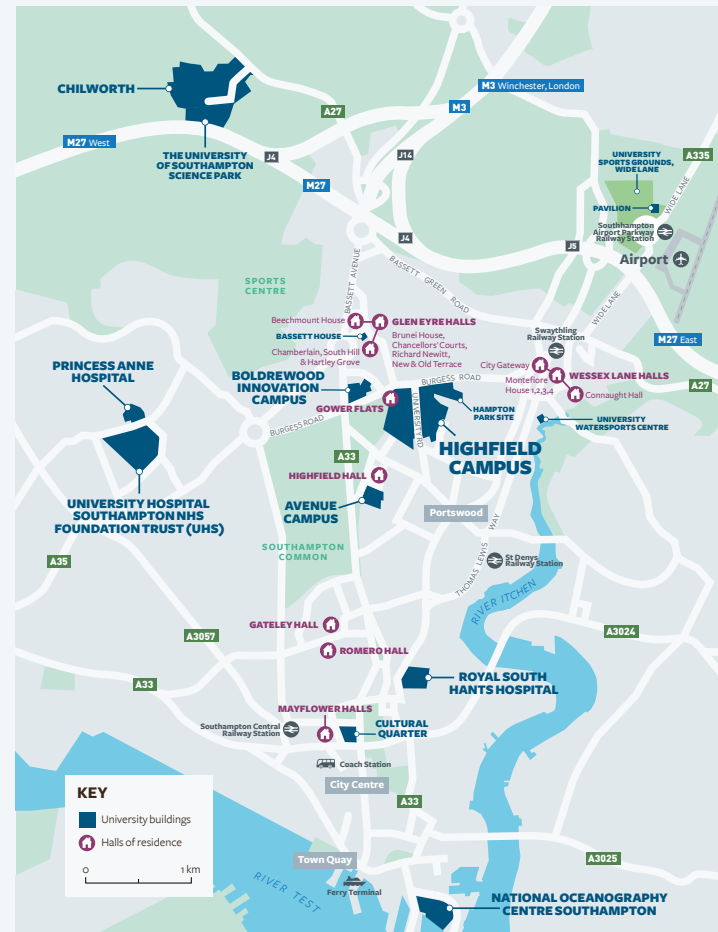 M3 Winchester, London
CHILWORTH
M3
A27
M27 West
THE UNIVERSITY
OF SOUTHAMPTON
SCIENCE PARK
J4
J14
M27
UNIVERSITY
SPORTS GROUNDS,
WIDE LANE
A335
PAVILION
WIDE LANE
Southhampton
Airport Parkway
Railway Station
J4
J5
Airport
BASSETT AVENUE
BASSETT GREEN ROAD
SPORTS
CENTRE
WIDE LANE
Beechmount House
GLEN EYRE HALLS
BASSETT HOUSE
Brunei House,
Chancellors' Courts,
Richard Newitt,
New & Old Terrace
Chamberlain, South Hill
& Hartley Grove
Swaythling
Railway Station
M27 East
City Gateway
WESSEX LANE HALLS
Montefiore
House 1,2,3,4
Connaught Hall
A27
PRINCESS ANNE
HOSPITAL
BOLDREWOOD
INNOVATION
CAMPUS
BURGESS ROAD
GOWER FLATS
UNIVERSITY RD
HAMPTON
PARK SITE
UNIVERSITY
WATERSPORTS CENTRE
BURGESS ROAD
HIGHFIELD
CAMPUS
A33
HIGHFIELD HALL
UNIVERSITY HOSPITAL
SOUTHAMPTON NHS
FOUNDATION TRUST (UHS)
AVENUE
CAMPUS
Portswood
SOUTHAMPTON
COMMON
A35
THOMAS LEWIS WAY
St Denys
Railway Station
RIVER ITCHEN
GATELEY HALL
A3057
A3024
ROMERO HALL
A33
ROYAL SOUTH
HANTS HOSPITAL
MAYFLOWER HALLS
Southampton Central
Railway Station
CULTURAL
QUARTER
Coach Station
City Centre
A33
KEY
University buildings
Halls of residence
0 1 km
Town Quay
A3025
RIVER TEST
Ferry Terminal
NATIONAL OCEANOGRAPHY
CENTRE SOUTHAMPTON